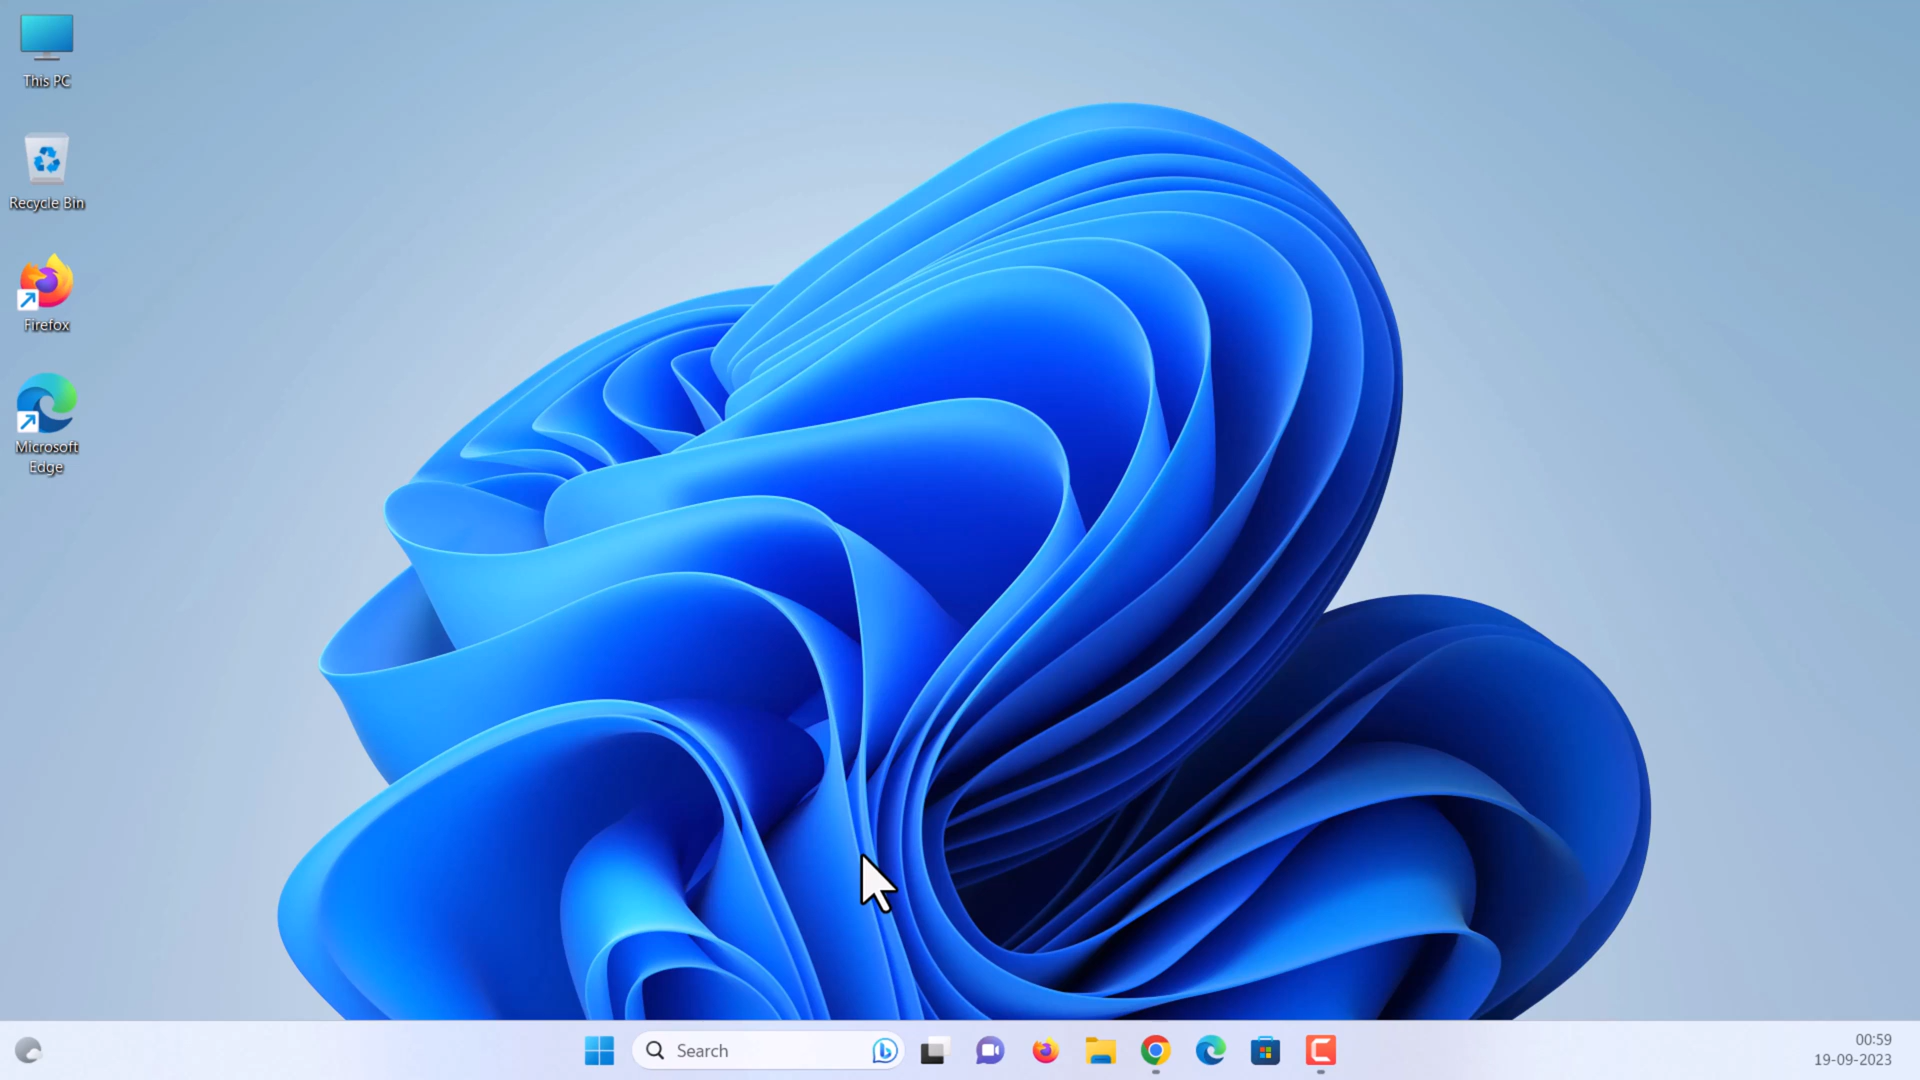 This PC
Recycle Bin
Firefox
Microsoft
Edge
Search
00:59
19-09-2023